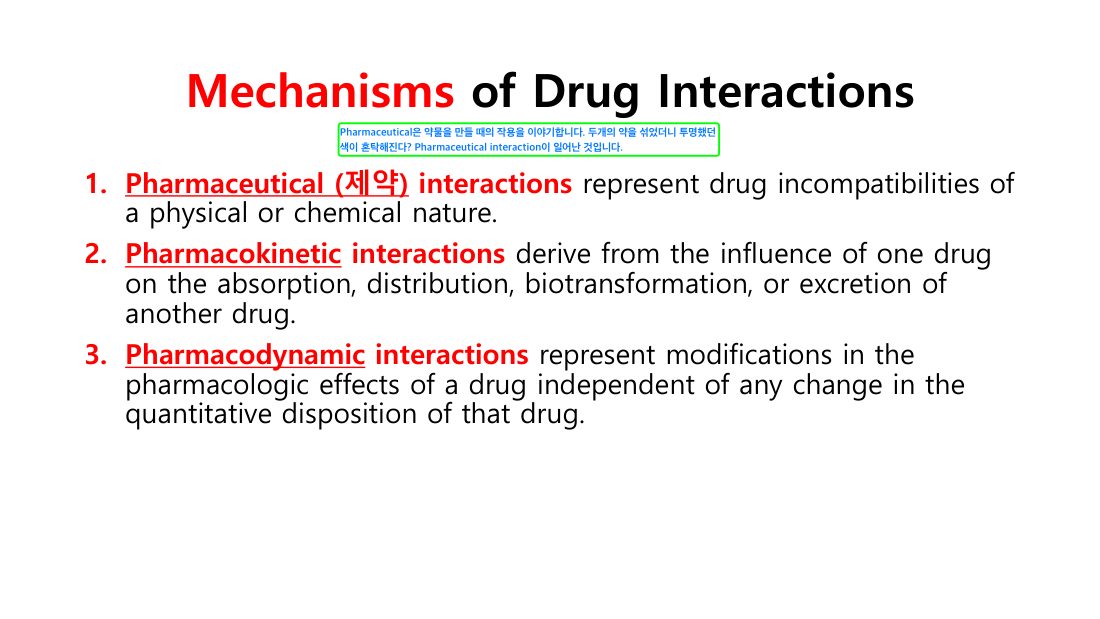 Mechanisms of Drug Interactions
Pharmaceutical은 약물을 만들 때의 작용을 이야기합니다. 두개의 약을 섞었더니 투명했던
색이 혼탁해진다? Pharmaceutical interaction이 일어난 것입니다.
1. Pharmaceutical (제약) interactions represent drug incompatibilities of
a physical or chemical nature.
2. Pharmacokinetic interactions derive from the influence of one drug
on the absorption, distribution, biotransformation, or excretion of
another drug.
3. Pharmacodynamic interactions represent modifications in the
pharmacologic effects of a drug independent of any change in the
quantitative disposition of that drug.